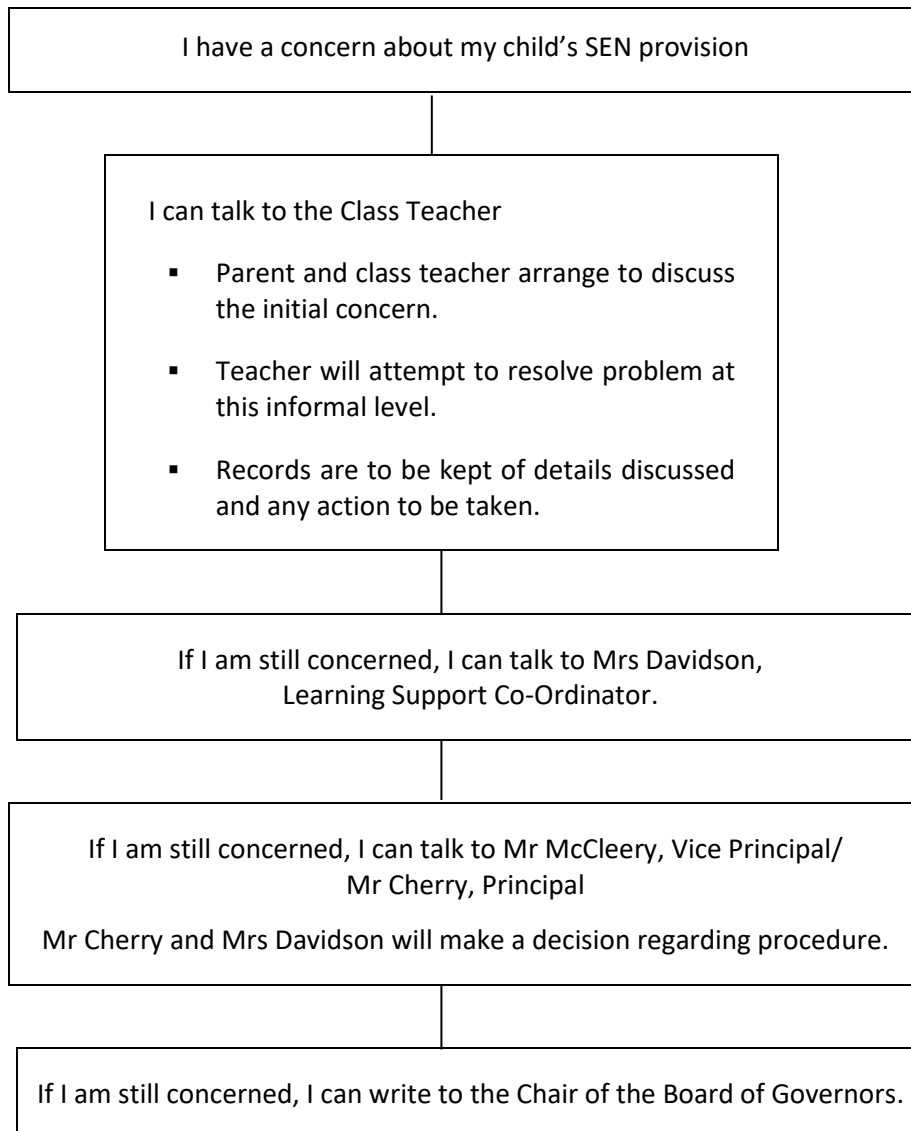 I have a concern about my child’s SEN provision
I can talk to the Class Teacher
▪ Parent and class teacher arrange to discuss
the initial concern.
▪ Teacher will attempt to resolve problem at
this informal level.
▪ Records are to be kept of details discussed
and any action to be taken.
If I am still concerned, I can talk to Mrs Davidson,
Learning Support Co-Ordinator.
If I am still concerned, I can talk to Mr McCleery, Vice Principal/
Mr Cherry, Principal
Mr Cherry and Mrs Davidson will make a decision regarding procedure.
If I am still concerned, I can write to the Chair of the Board of Governors.